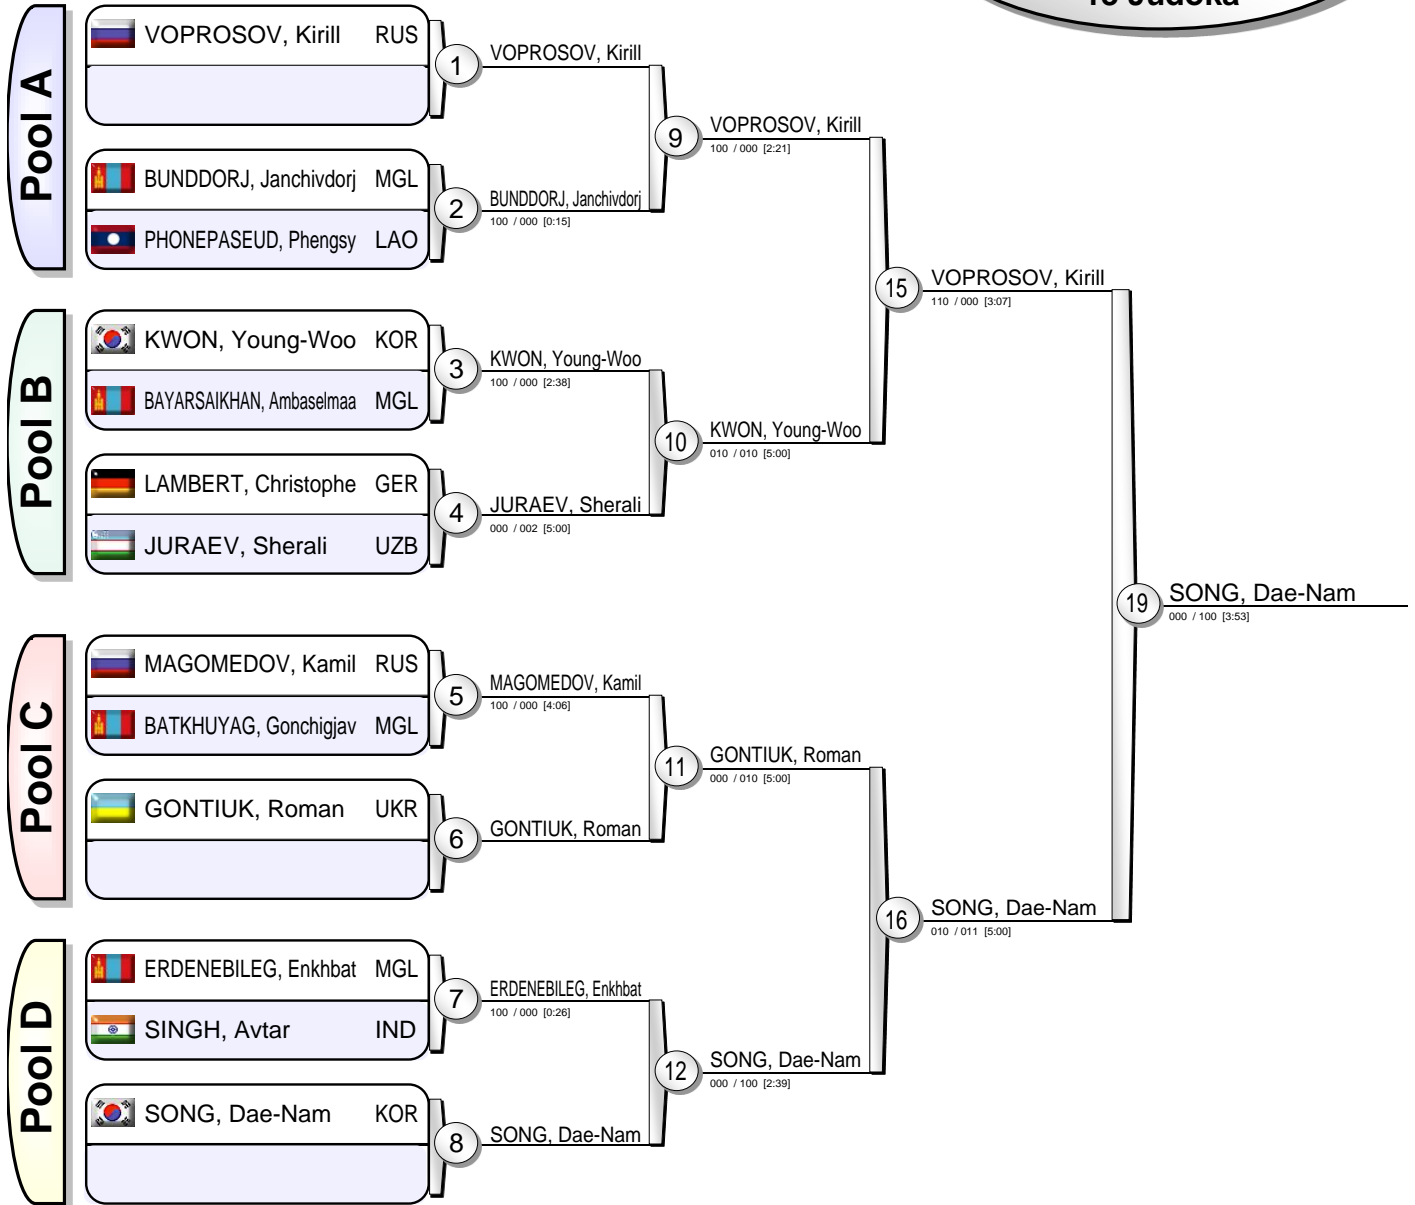 13 Judoka
Pool A
VOPROSOV, Kirill RUS
BUNDDORJ, Janchivdorj MGL
PHONEPASEUD, Phengsy LAO
1
VOPROSOV, Kirill
2
BUNDDORJ, Janchivdorj
100 / 000 [0:15]
9
VOPROSOV, Kirill
100 / 000 [2:21]
Pool B
KWON, Young-Woo KOR
BAYARSAIKHAN, Ambaselmaa MGL
LAMBERT, Christophe GER
JURAEV, Sherali UZB
3
KWON, Young-Woo
100 / 000 [2:38]
4
JURAEV, Sherali
000 / 002 [5:00]
10
KWON, Young-Woo
010 / 010 [5:00]
15
VOPROSOV, Kirill
110 / 000 [3:07]
Pool C
MAGOMEDOV, Kamil RUS
BATKHUYAG, Gonchigjav MGL
GONTIUK, Roman UKR
5
MAGOMEDOV, Kamil
100 / 000 [4:06]
6
GONTIUK, Roman
11
GONTIUK, Roman
000 / 010 [5:00]
Pool D
ERDENEBILEG, Enkhbat MGL
SINGH, Avtar IND
SONG, Dae-Nam KOR
7
ERDENEBILEG, Enkhbat
100 / 000 [0:26]
8
SONG, Dae-Nam
12
SONG, Dae-Nam
000 / 100 [2:39]
16
SONG, Dae-Nam
010 / 011 [5:00]
19
SONG, Dae-Nam
000 / 100 [3:53]